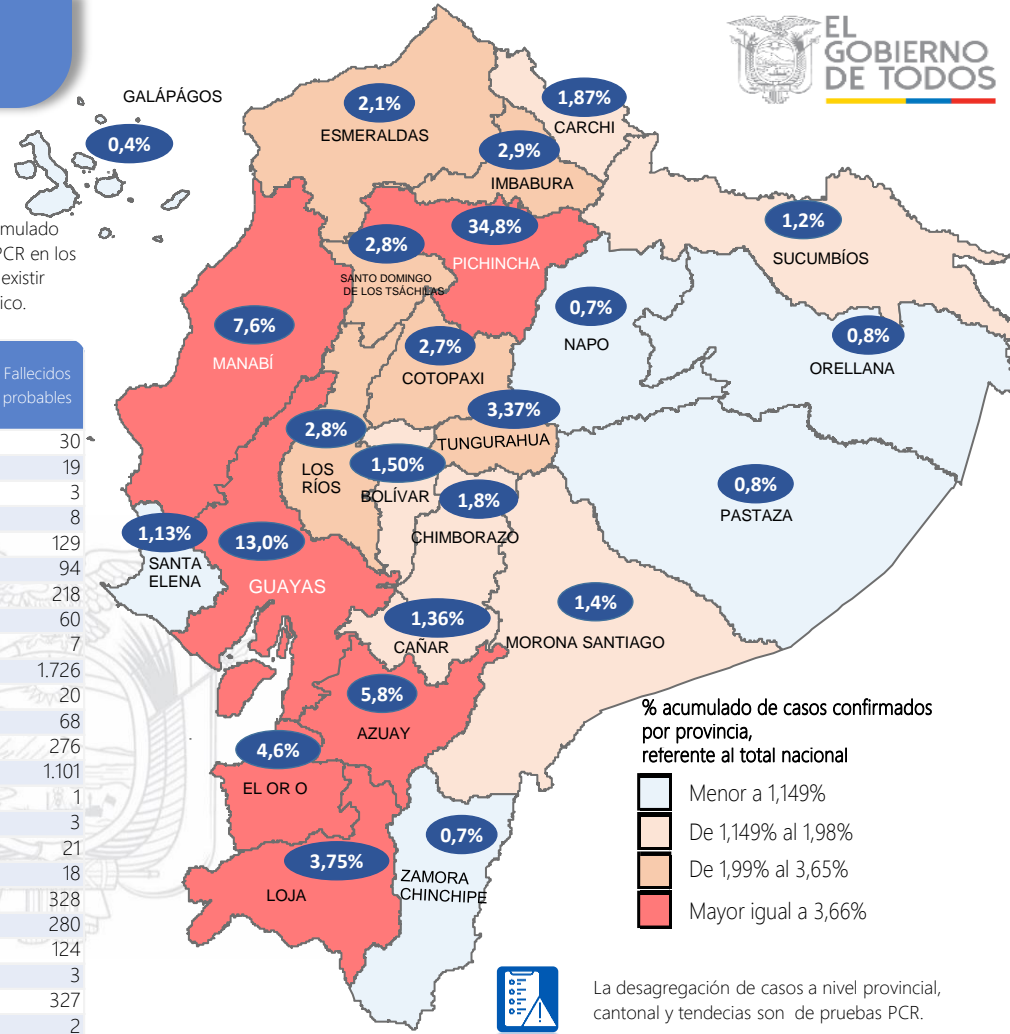 EL
GOBIERNO
DE TODOS
GALÁPÁGOS
0,4%
2,1%
ESMERALDAS
1,87%
CARCHI
2,9%
IMBABURA
34,8%
PICHINCHA
2,8%
SANTO DOMINGO
DE LOS TSÁCHILAS
1,2%
SUCUMBÍOS
mulado
PCR en los
existir
ico.
7,6%
MANABÍ
0,7%
NAPO
0,8%
ORELLANA
2,7%
COTOPAXI
3,37%
TUNGURAHUA
2,8%
LOS
RÍOS
1,50%
BOLÍVAR
1,8%
CHIMBORAZO
0,8%
PASTAZA
1,13%
SANTA
ELENA
13,0%
GUAYAS
1,36%
CAÑAR
1,4%
MORONA SANTIAGO
5,8%
AZUAY
4,6%
EL OR O
3,75%
LOJA
0,7%
ZAMORA
CHINCHIPE
Fallecidos
probables
30
19
3
8
129
94
218
60
7
1.726
20
68
276
1.101
1
3
21
18
328
280
124
3
327
2
% acumulado de casos confirmados
por provincia,
referente al total nacional
Menor a 1,149%
De 1,149% al 1,98%
De 1,99% al 3,65%
Mayor igual a 3,66%
La desagregación de casos a nivel provincial,
cantonal y tendecias son de pruebas PCR.